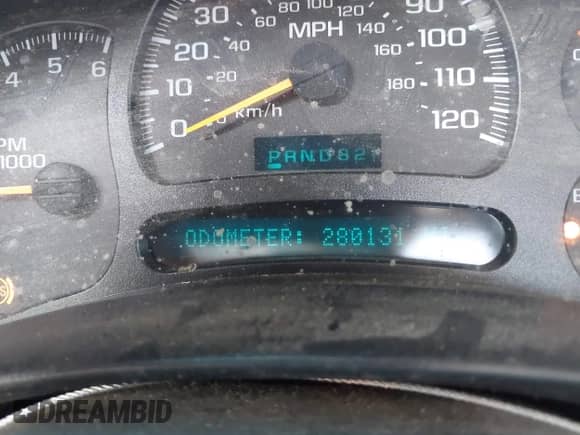 30 60 80 100 120 90
20 40 MPH 140 100
160
4 5 6 10 20 180 110
0 km/h 120
PM
1000
PRND32
ODOMETER: 280131
DREAMBID